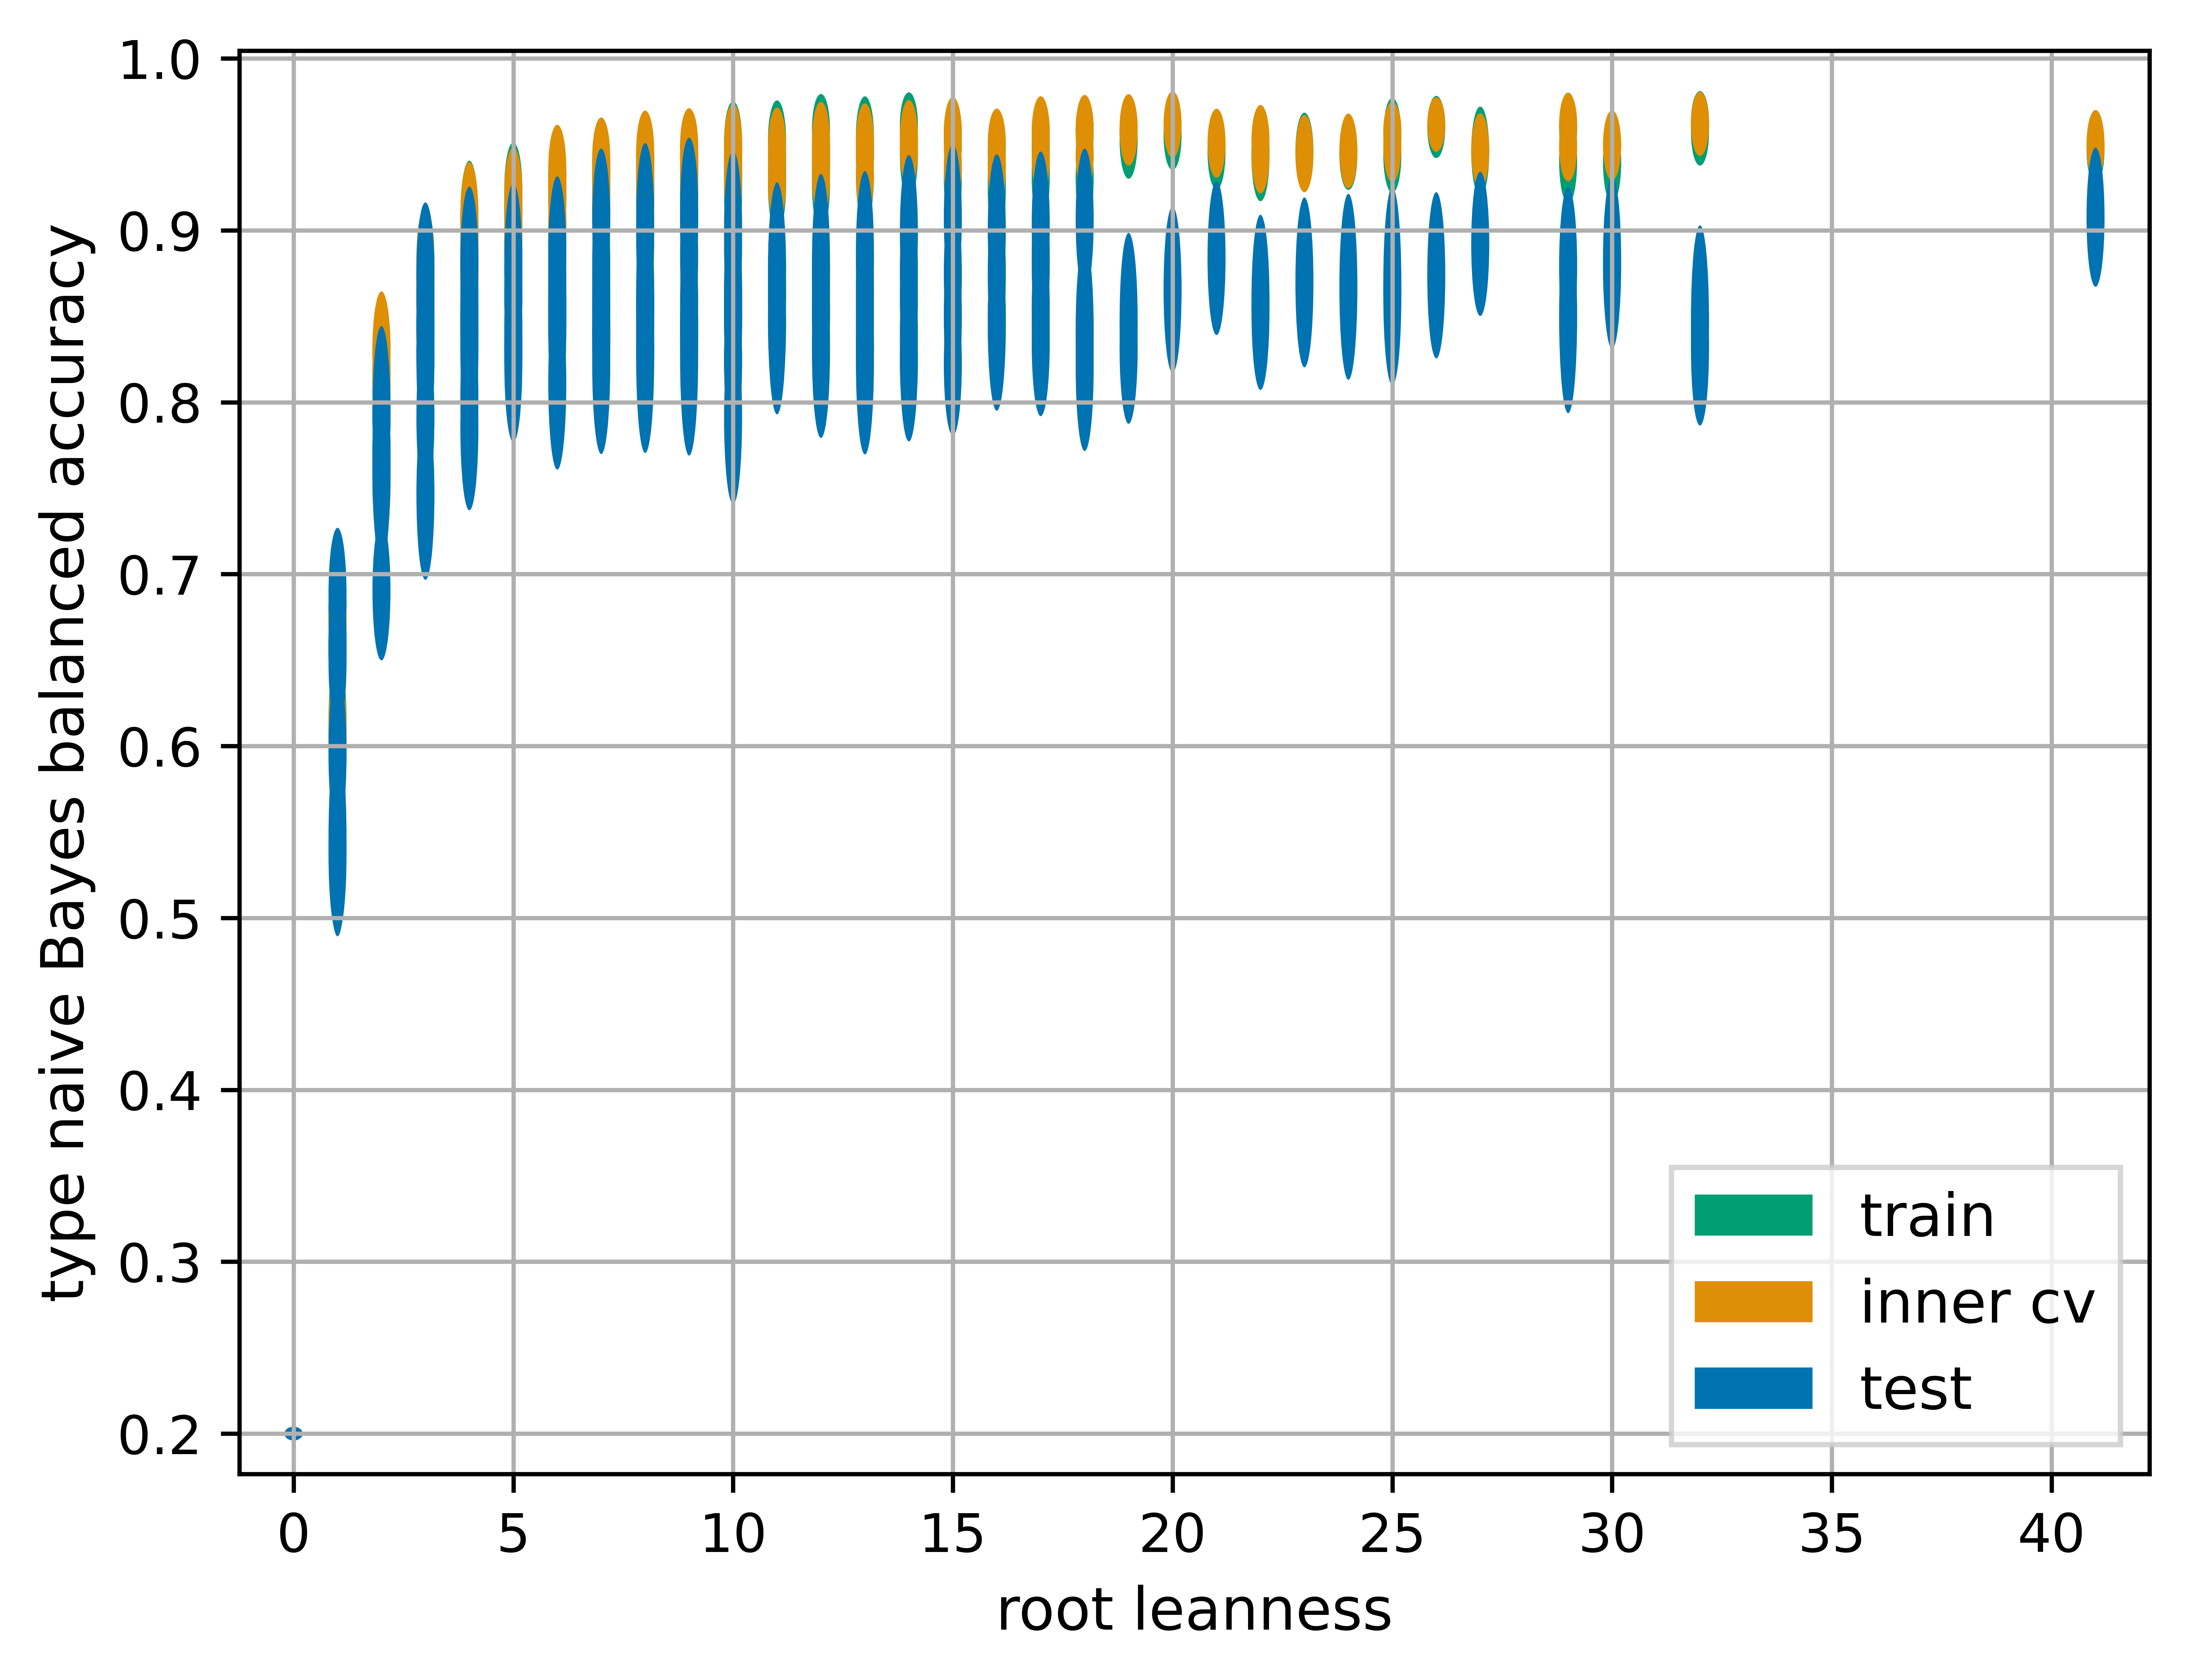 type naive Bayes balanced accuracy
1.0
0.9
0.8
0.7
0.6
0.5
0.4
0.3
0.2
0 5 10 15 20 25 30 35 40
root leanness
train
inner cv
test